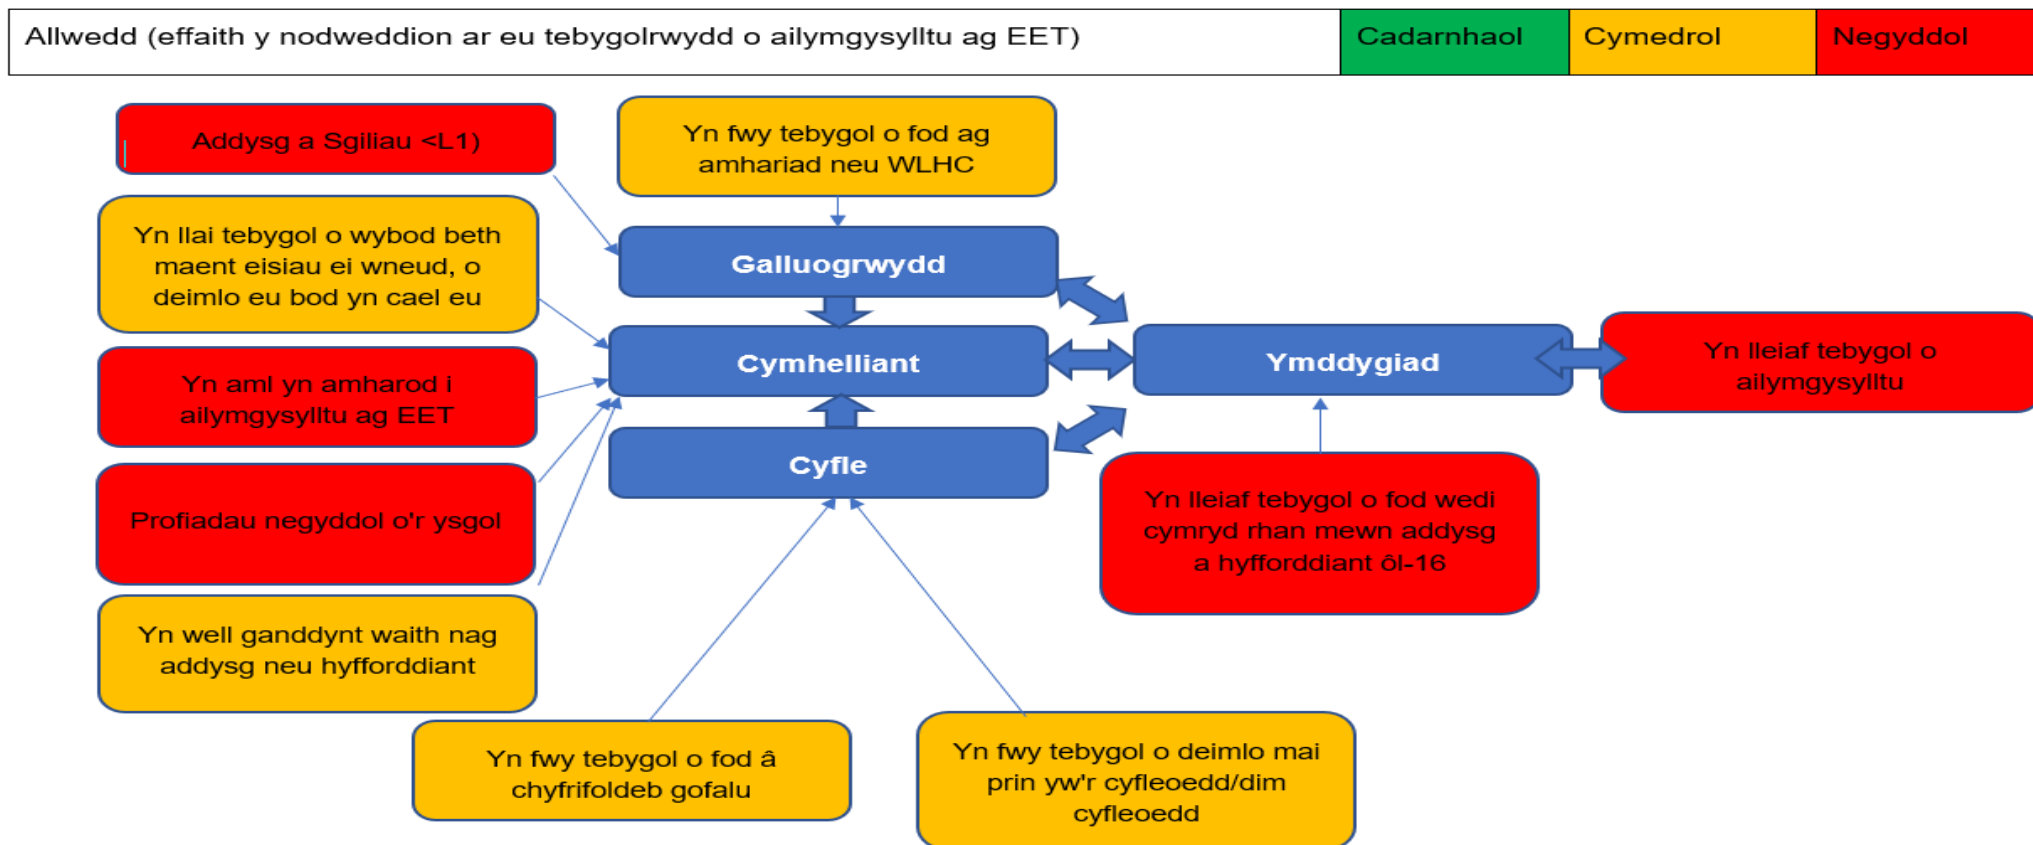 Allwedd (effaith y nodweddion ar eu tebygolrwydd o ailymgysylltu ag EET)
Cadarnhaol
Cymedrol
Negyddol
Addysg a Sgiliau <L1)
Yn fwy tebygol o fod ag
amhariad neu WLHC
Yn llai tebygol o wybod beth
maent eisiau ei wneud, o
deimlo eu bod yn cael eu
Galluogrwydd
Cymhelliant
Ymddygiad
Yn lleiaf tebygol o
ailymgysylltu
Yn aml yn amharod i
ailymgysylltu ag EET
Cyfle
Profiadau negyddol o'r ysgol
Yn lleiaf tebygol o fod wedi
cymryd rhan mewn addysg
a hyfforddiant ôl-16
Yn well ganddynt waith nag
addysg neu hyfforddiant
Yn fwy tebygol o fod â
chyfrifoldeb gofalu
Yn fwy tebygol o deimlo mai
prin yw'r cyfleoedd/dim
cyfleoedd